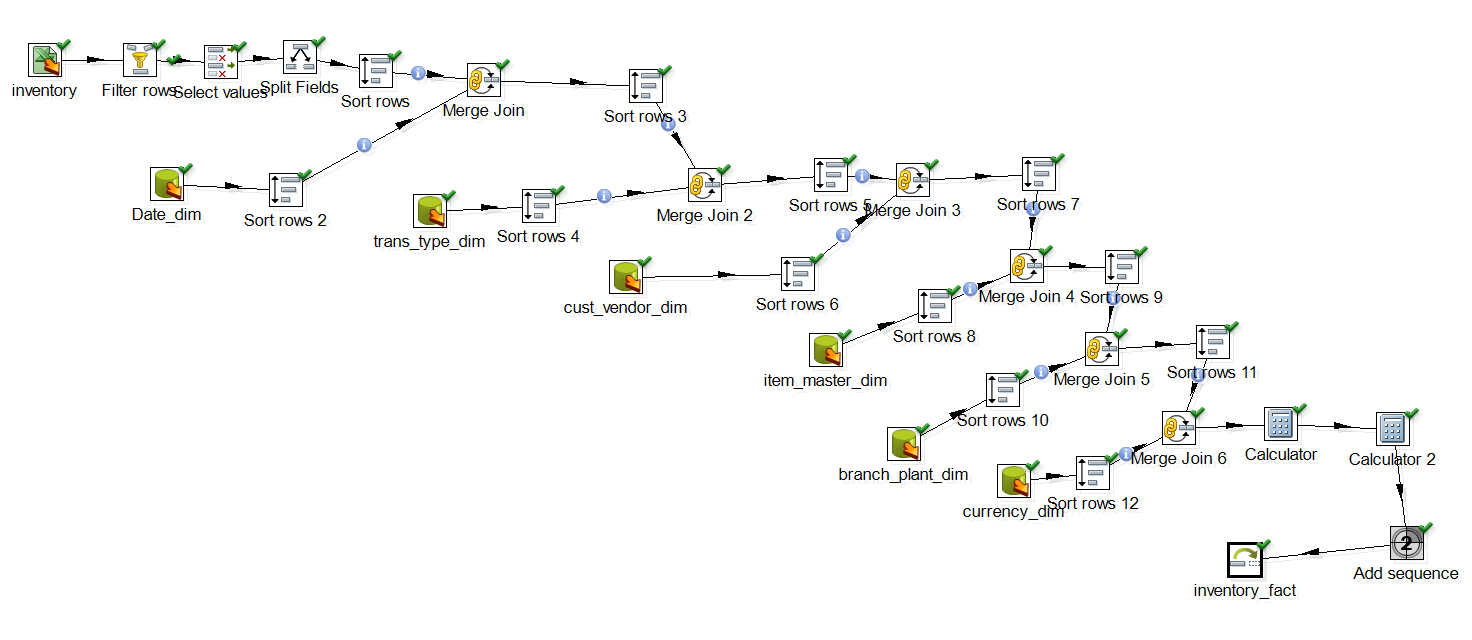 inventory
Filter rows
Select values
Split Fields
Sort rows
Merge Join
Sort rows 3
Date_dim
Sort rows 2
trans_type_dim
Sort rows 4
Merge Join 2
Sort rows 5
Merge Join 3
Sort rows 7
cust_vendor_dim
Sort rows 6
Merge Join 4
Sort rows 9
item_master_dim
Sort rows 8
Merge Join 5
Sort rows 11
branch_plant_dim
Sort rows 10
Merge Join 6
Calculator
Calculator 2
currency_dim
Sort rows 12
2
Add sequence
inventory_fact